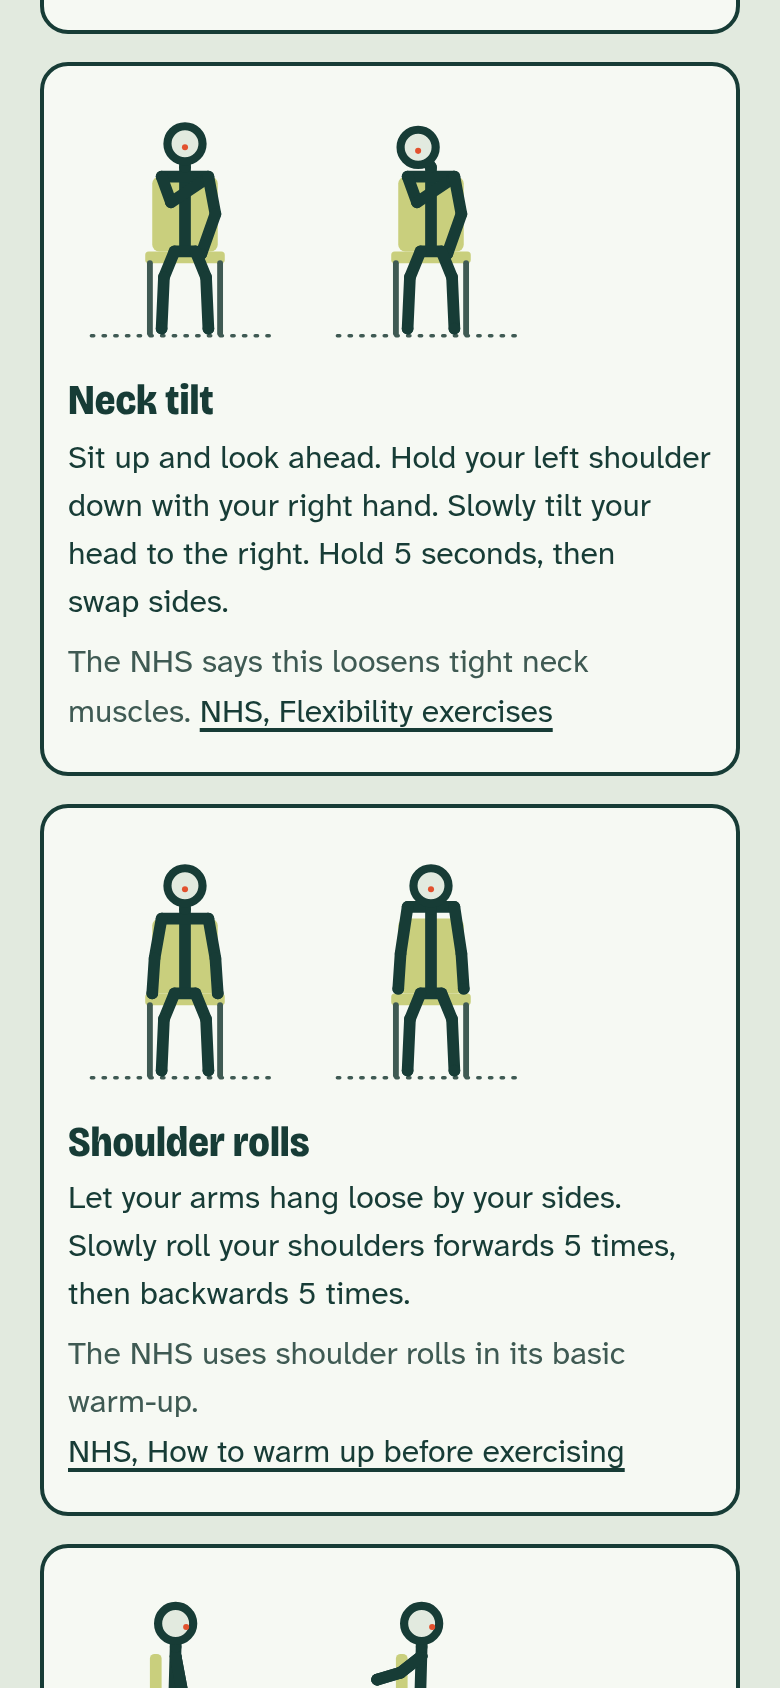 Neck tilt
Sit up and look ahead. Hold your left shoulder
down with your right hand. Slowly tilt your
head to the right. Hold 5 seconds, then
swap sides.
The NHS says this loosens tight neck
muscles. NHS, Flexibility exercises
Shoulder rolls
Let your arms hang loose by your sides.
Slowly roll your shoulders forwards 5 times,
then backwards 5 times.
The NHS uses shoulder rolls in its basic
warm-up.
NHS, How to warm up before exercising